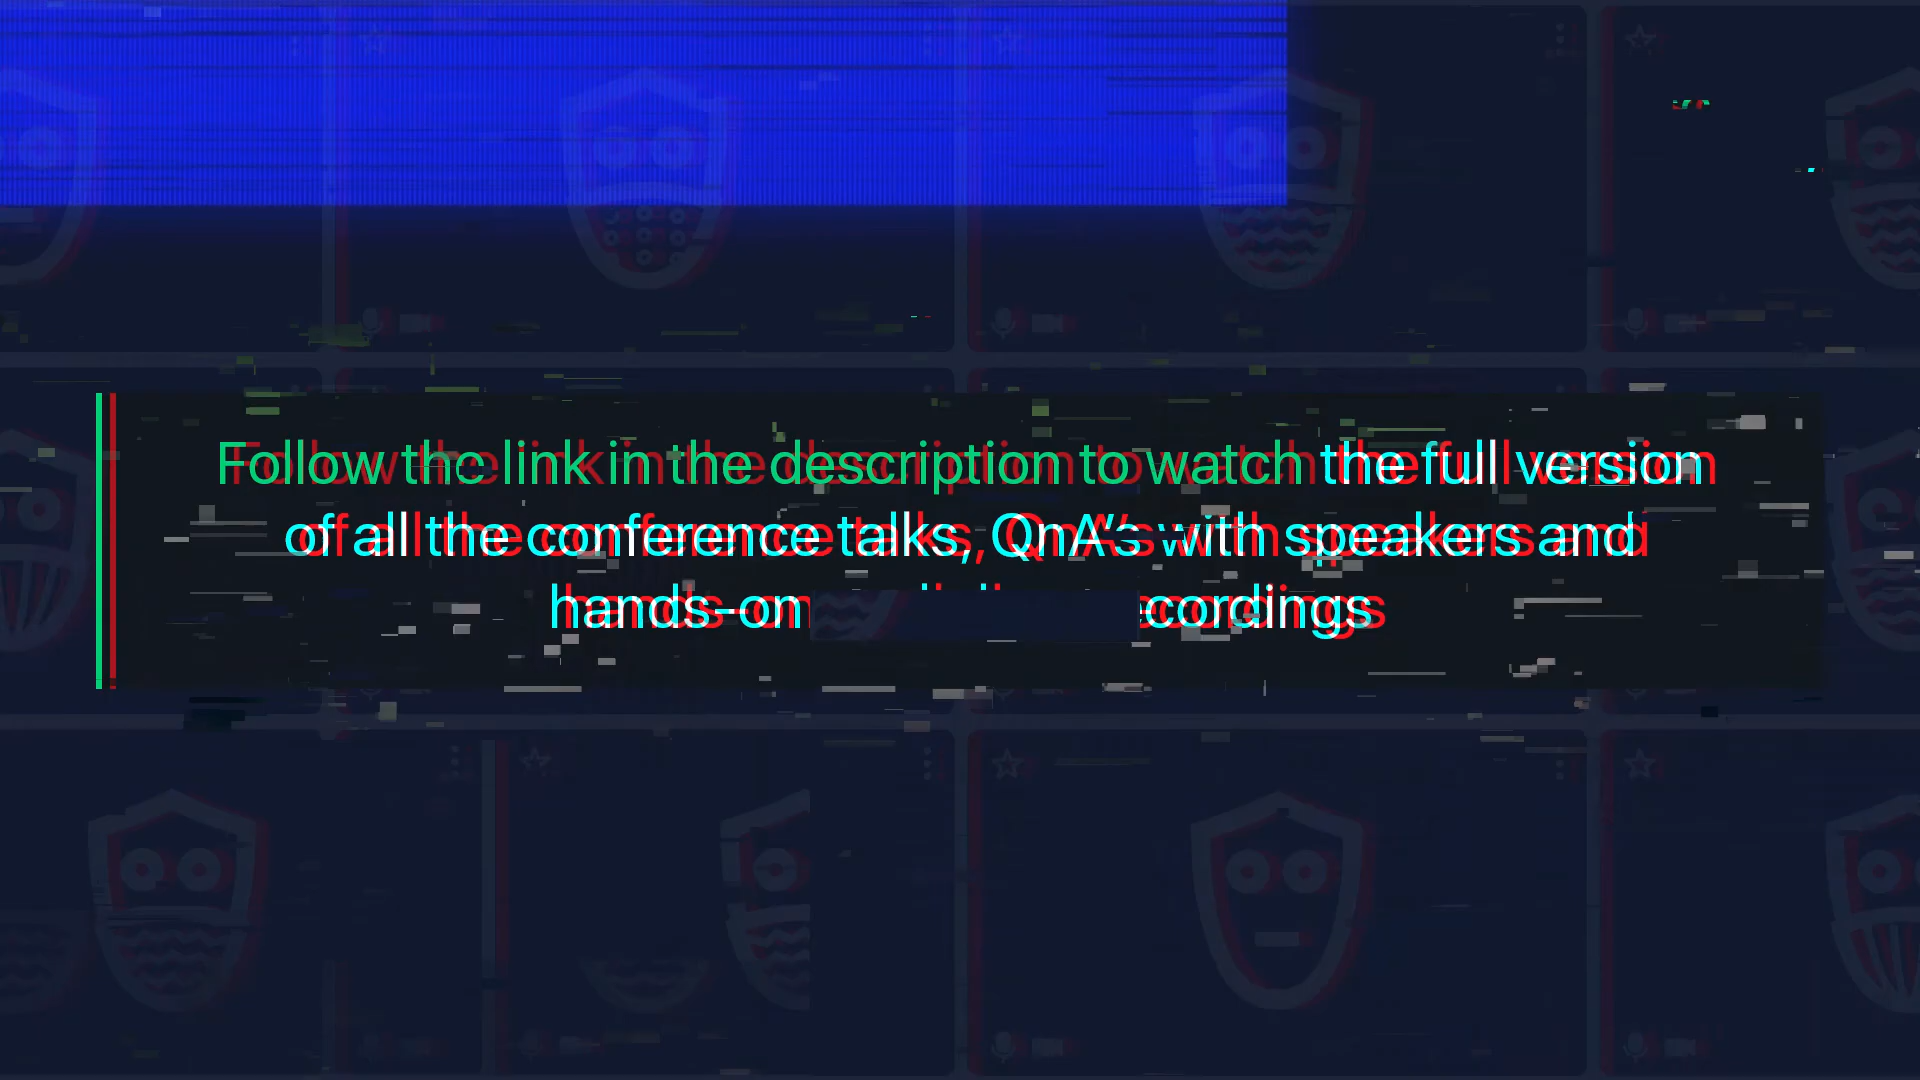 Follow the link in the description to watch the full version
of all the conference talks, QnA's with speakers and
hands-on